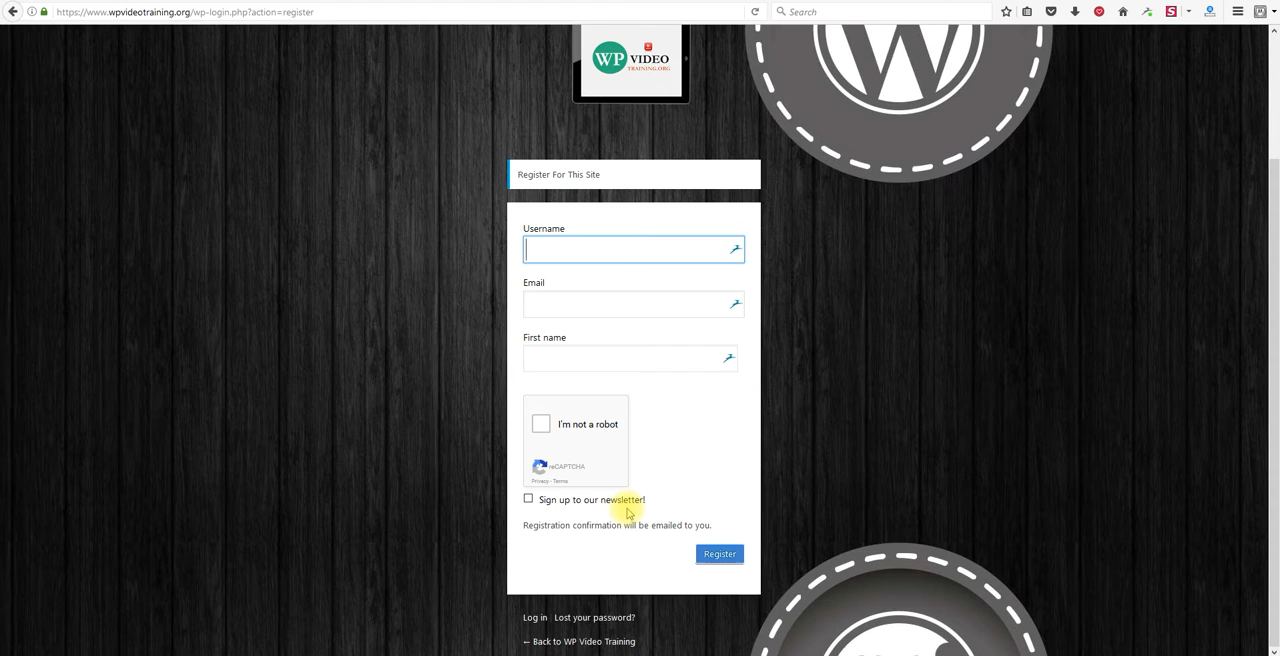 https://www.wpvideotraining.org/wp-login.php?action=register
Search
WP VIDEO
TRAINING.ORG
Register For This Site
Username
Email
First name
I'm not a robot
reCAPTCHA
Privacy - Terms
Sign up to our newsletter!
Registration confirmation will be emailed to you.
Register
Log in Lost your password?
← Back to WP Video Training